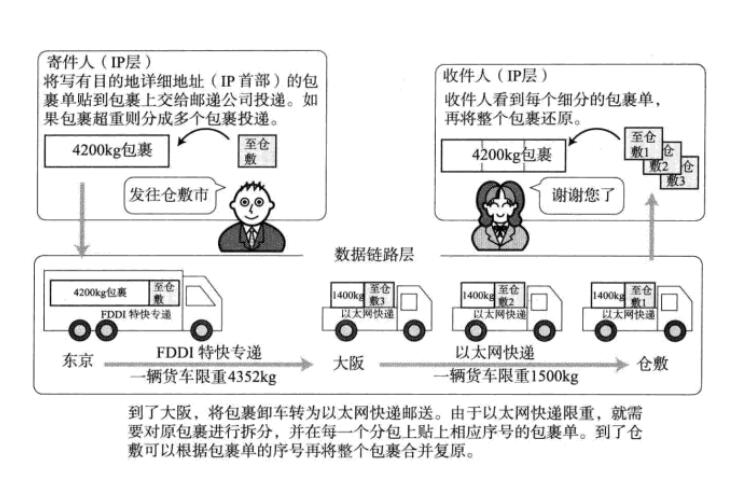 寄件人（IP层）
将写有目的地详细地址（IP 首部）的包
裹单贴到包裹上交给邮递公司投递。如
果包裹超重则分成多个包裹投递。
4200kg包裹
至仓
敷
发往仓敷市
收件人（IP层）
收件人看到每个细分的包裹单，
再将整个包裹还原。
4200kg包裹
至仓
敷1
仓
敷2
仓
敷3
谢谢您了
数据链路层
4200kg包裹
至仓
敷
FDDI 特快专递
1400kg
至仓
敷3
以太网快递
1400kg
至仓
敷2
以太网快递
1400kg
至仓
敷1
以太网快递
东京
FDDI 特快专递
一辆货车限重4352kg
大阪
以太网快递
一辆货车限重1500kg
仓敷
到了大阪，将包裹卸车转为以太网快递邮送。由于以太网快递限重，就需
要对原包裹进行拆分，并在每一个分包上贴上相应序号的包裹单。到了仓
敷可以根据包裹单的序号再将整个包裹合并复原。